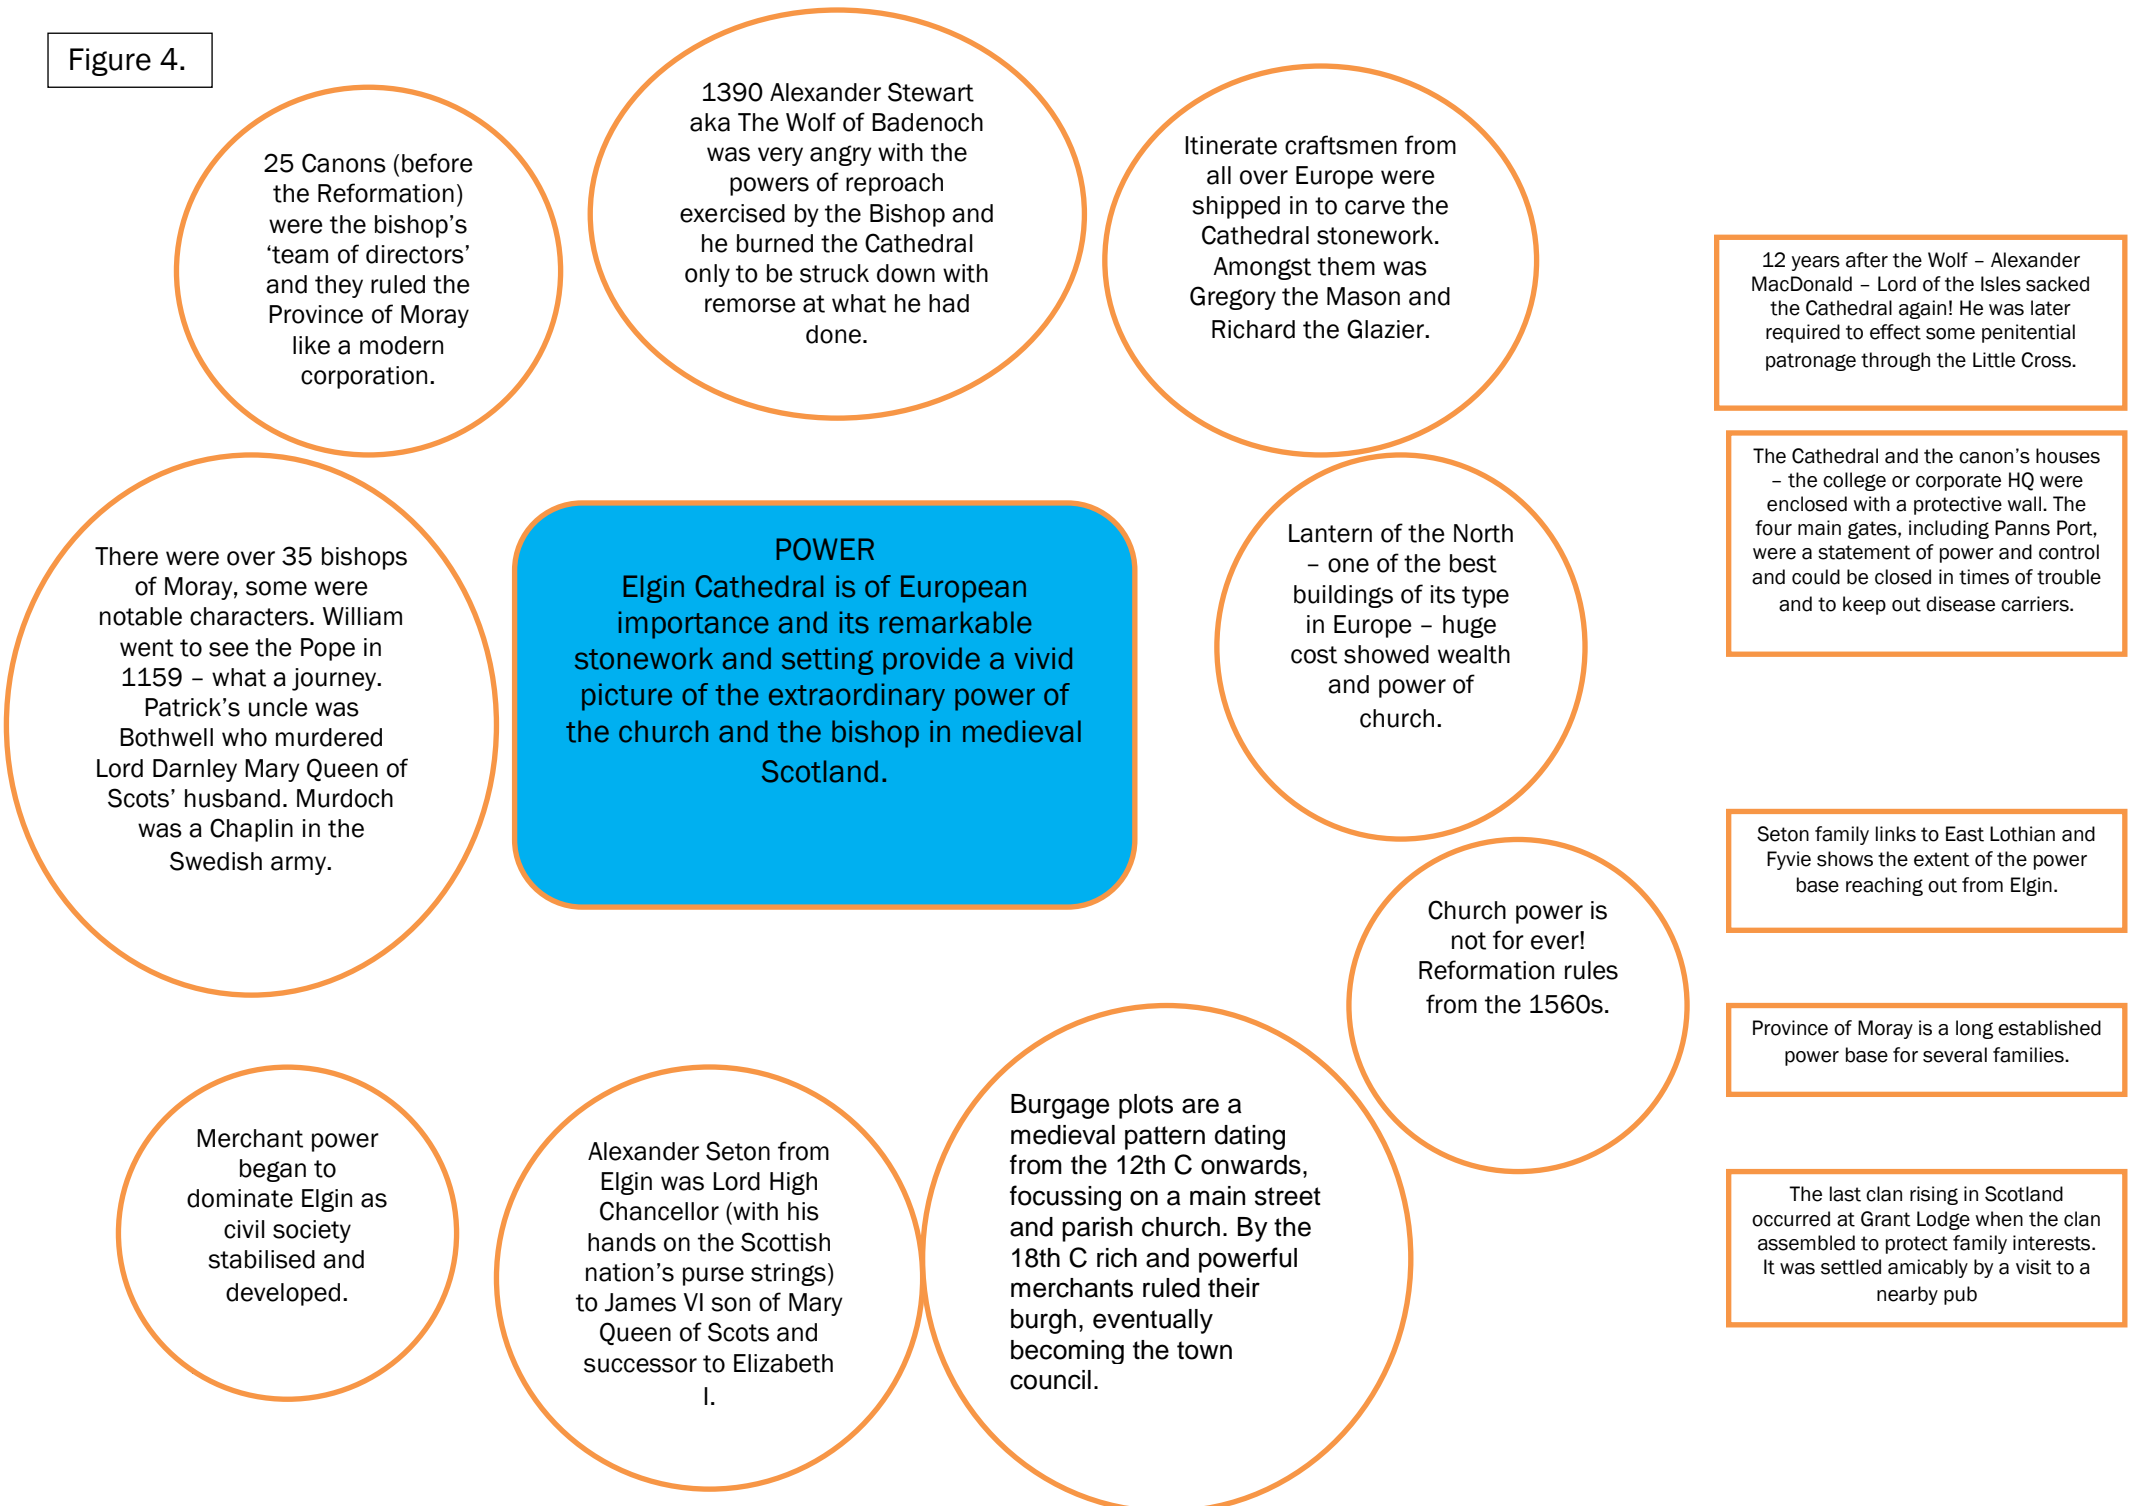 Figure 4.
25 Canons (before
the Reformation)
were the bishop's
‘team of directors’
and they ruled the
Province of Moray
like a modern
corporation.
1390 Alexander Stewart
aka The Wolf of Badenoch
was very angry with the
powers of reproach
exercised by the Bishop and
he burned the Cathedral
only to be struck down with
remorse at what he had
done.
Itinerate craftsmen from
all over Europe were
shipped in to carve the
Cathedral stonework.
Amongst them was
Gregory the Mason and
Richard the Glazier.
12 years after the Wolf – Alexander
MacDonald – Lord of the Isles sacked
the Cathedral again! He was later
required to effect some penitential
patronage through the Little Cross.
The Cathedral and the canon's houses
– the college or corporate HQ were
enclosed with a protective wall. The
four main gates, including Panns Port,
were a statement of power and control
and could be closed in times of trouble
and to keep out disease carriers.
There were over 35 bishops
of Moray, some were
notable characters. William
went to see the Pope in
1159 – what a journey.
Patrick's uncle was
Bothwell who murdered
Lord Darnley Mary Queen of
Scots' husband. Murdoch
was a Chaplin in the
Swedish army.
POWER
Elgin Cathedral is of European
importance and its remarkable
stonework and setting provide a vivid
picture of the extraordinary power of
the church and the bishop in medieval
Scotland.
Lantern of the North
– one of the best
buildings of its type
in Europe – huge
cost showed wealth
and power of
church.
Seton family links to East Lothian and
Fyvie shows the extent of the power
base reaching out from Elgin.
Church power is
not for ever!
Reformation rules
from the 1560s.
Province of Moray is a long established
power base for several families.
Merchant power
began to
dominate Elgin as
civil society
stabilised and
developed.
Alexander Seton from
Elgin was Lord High
Chancellor (with his
hands on the Scottish
nation's purse strings)
to James VI son of Mary
Queen of Scots and
successor to Elizabeth
I.
Burgage plots are a
medieval pattern dating
from the 12th C onwards,
focussing on a main street
and parish church. By the
18th C rich and powerful
merchants ruled their
burgh, eventually
becoming the town
council.
The last clan rising in Scotland
occurred at Grant Lodge when the clan
assembled to protect family interests.
It was settled amicably by a visit to a
nearby pub